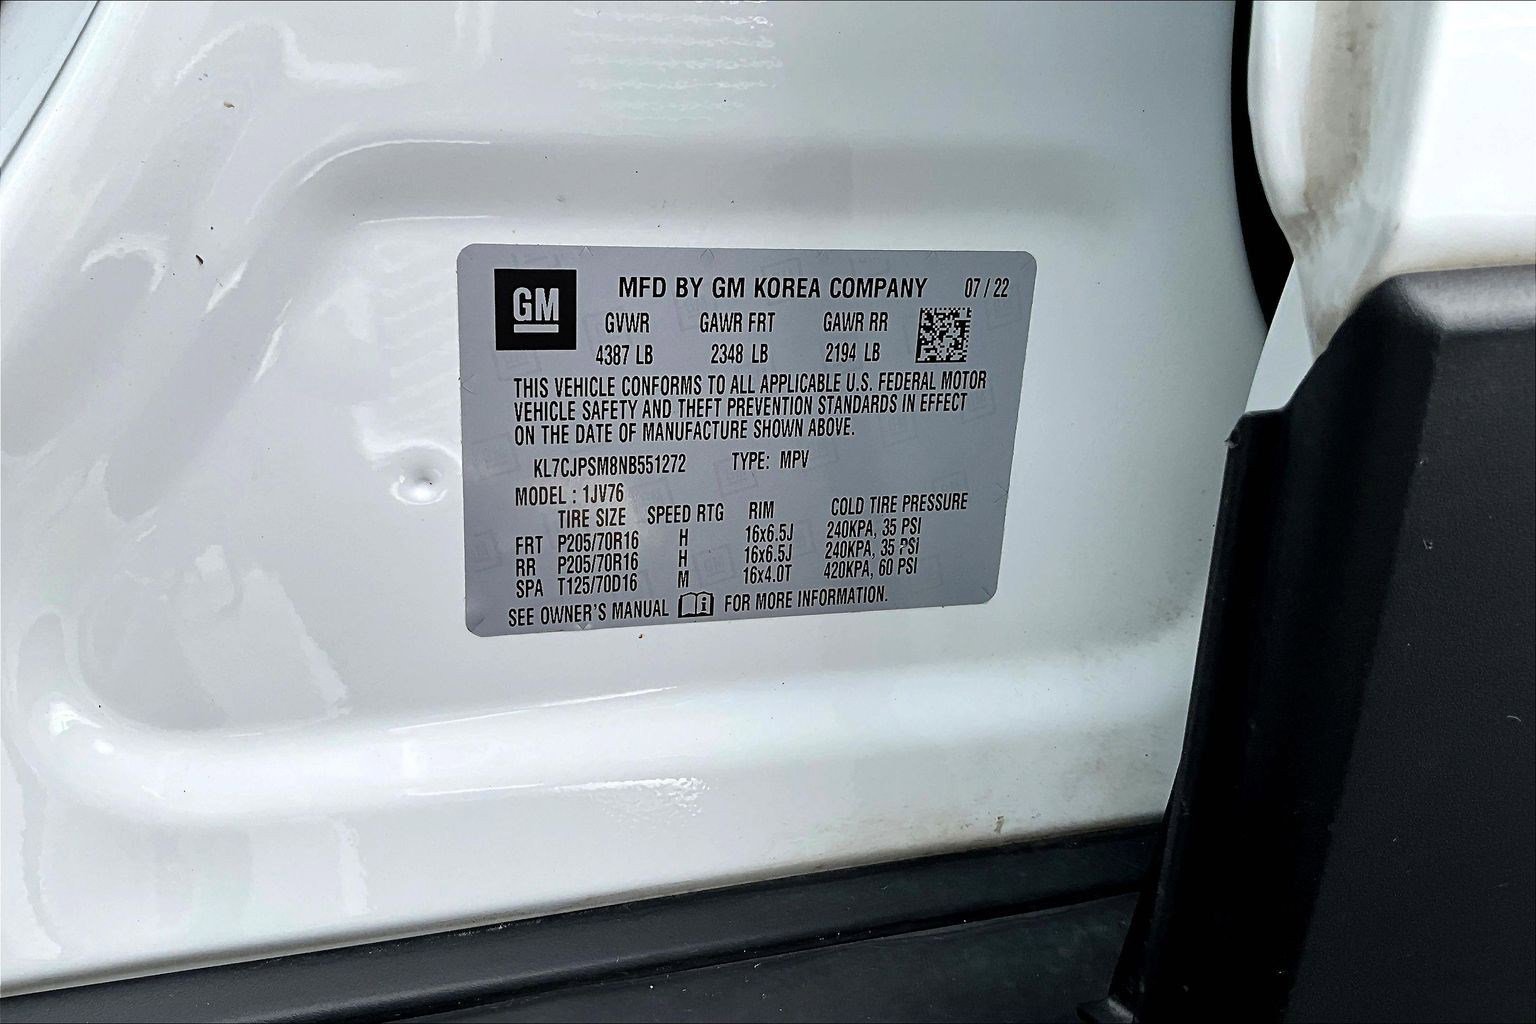 GM
MFD BY GM KOREA COMPANY 07 / 22
GVWR GAWR FRT GAWR RR
4387 LB 2348 LB 2194 LB
THIS VEHICLE CONFORMS TO ALL APPLICABLE U.S. FEDERAL MOTOR
VEHICLE SAFETY AND THEFT PREVENTION STANDARDS IN EFFECT
ON THE DATE OF MANUFACTURE SHOWN ABOVE.
KL7CJPSM8NB551272 TYPE: MPV
MODEL : 1JV76
TIRE SIZE SPEED RTG RIM COLD TIRE PRESSURE
FRT P205/70R16 H 16x6.5J 240KPA, 35 PSI
RR P205/70R16 H 16x6.5J 240KPA, 35 PSI
SPA T125/70D16 M 16x4.0T 420KPA, 60 PSI
SEE OWNER'S MANUAL i FOR MORE INFORMATION.